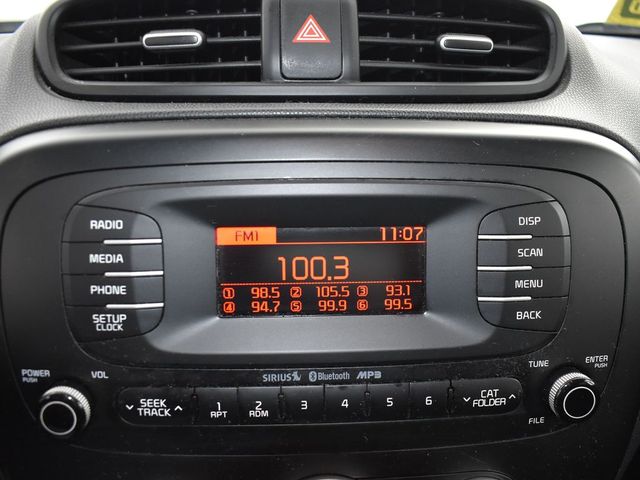 RADIO
MEDIA
PHONE
SETUP
CLOCK
FM1 11:07
100.3
1 98.5 2 105.5 3 93.1
4 94.7 5 99.9 6 99.5
DISP
SCAN
MENU
BACK
POWER
PUSH
VOL
SIRIUS Bluetooth MP3
TUNE
ENTER
PUSH
SEEK
TRACK
1
RPT
2
RDM
3
4
5
6
CAT
FOLDER
FILE